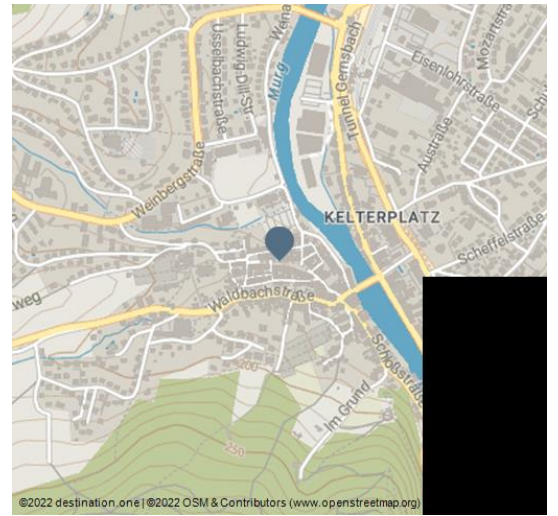 Usselbachstraße
Ludwig-Dill-Str.
Murg
Tunnel Gernsbach
Eisenlohrstraße
Austraße
Weinbergstraße
KELTERPLATZ
Scheffelstraße
weg
Waldbachstraße
Schloßstraße
200
Im Grund
250
©2022 destination.one | ©2022 OSM & Contributors (www.openstreetmap.org)